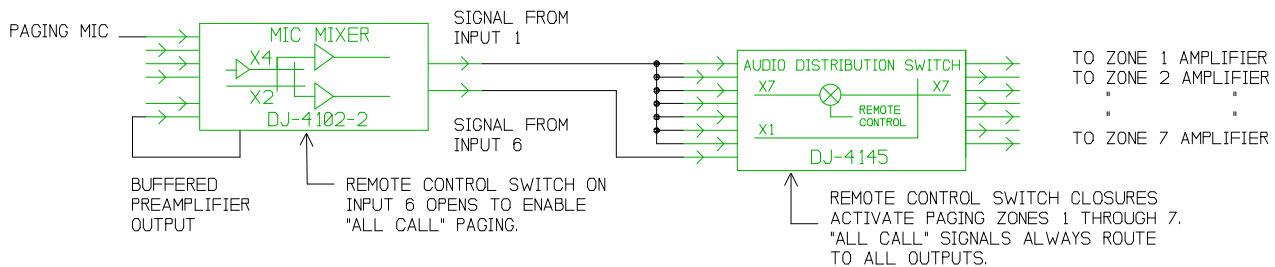 PAGING MIC
MIC MIXER
X4
X2
DJ-4102-2
SIGNAL FROM
INPUT 1
SIGNAL FROM
INPUT 6
BUFFERED
PREAMPLIFIER
OUTPUT
REMOTE CONTROL SWITCH ON
INPUT 6 OPENS TO ENABLE
"ALL CALL" PAGING.
AUDIO DISTRIBUTION SWITCH
X7
X7
REMOTE
CONTROL
X1
DJ-4145
TO ZONE 1 AMPLIFIER
TO ZONE 2 AMPLIFIER
" "
" "
TO ZONE 7 AMPLIFIER
REMOTE CONTROL SWITCH CLOSURES
ACTIVATE PAGING ZONES 1 THROUGH 7.
"ALL CALL" SIGNALS ALWAYS ROUTE
TO ALL OUTPUTS.